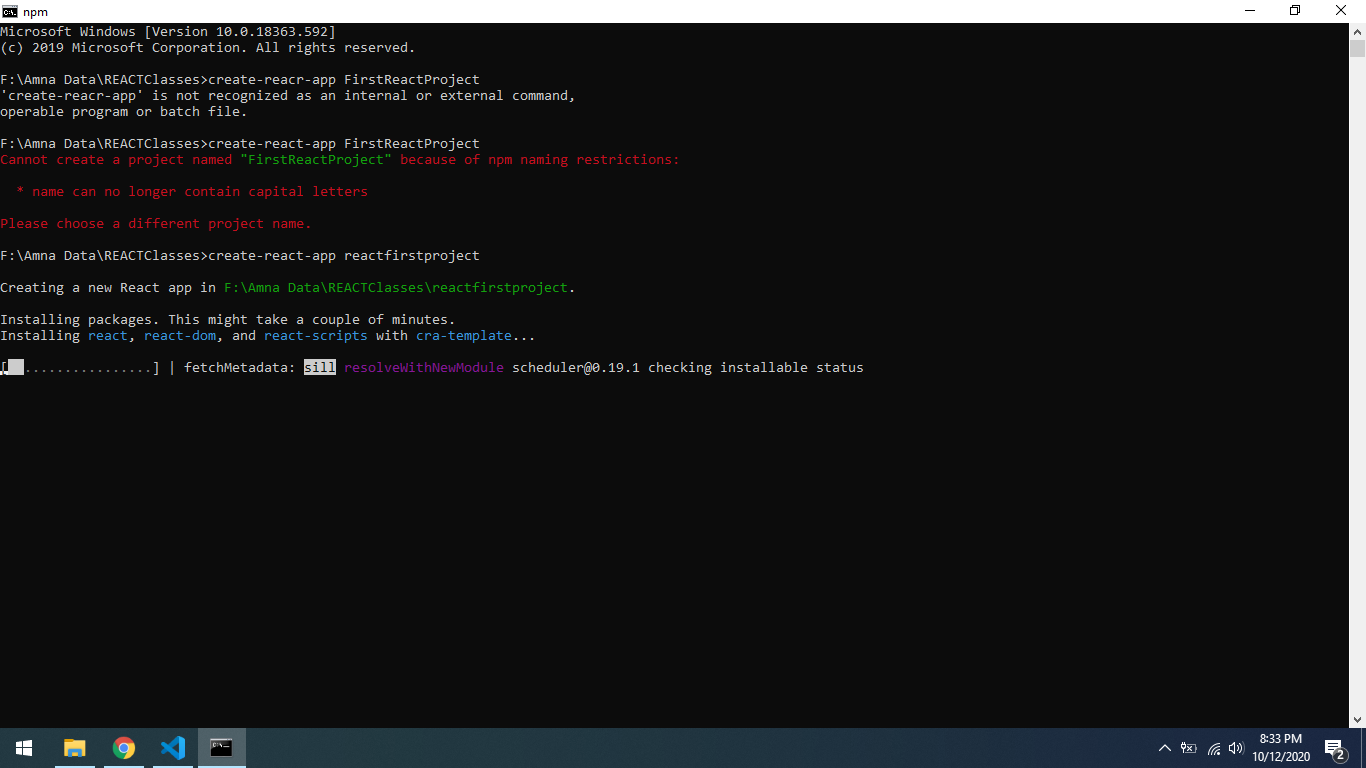 npm
Microsoft Windows [Version 10.0.18363.592]
(c) 2019 Microsoft Corporation. All rights reserved.
F:\Amna Data\REACTClasses>create-reacr-app FirstReactProject
'create-reacr-app' is not recognized as an internal or external command,
operable program or batch file.
F:\Amna Data\REACTClasses>create-react-app FirstReactProject
Cannot create a project named "FirstReactProject" because of npm naming restrictions:
* name can no longer contain capital letters
Please choose a different project name.
F:\Amna Data\REACTClasses>create-react-app reactfirstproject
Creating a new React app in F:\Amna Data\REACTClasses\reactfirstproject.
Installing packages. This might take a couple of minutes.
Installing react, react-dom, and react-scripts with cra-template...
[  ................] | fetchMetadata: sill resolveWithNewModule scheduler@0.19.1 checking installable status
8:33 PM
10/12/2020
2